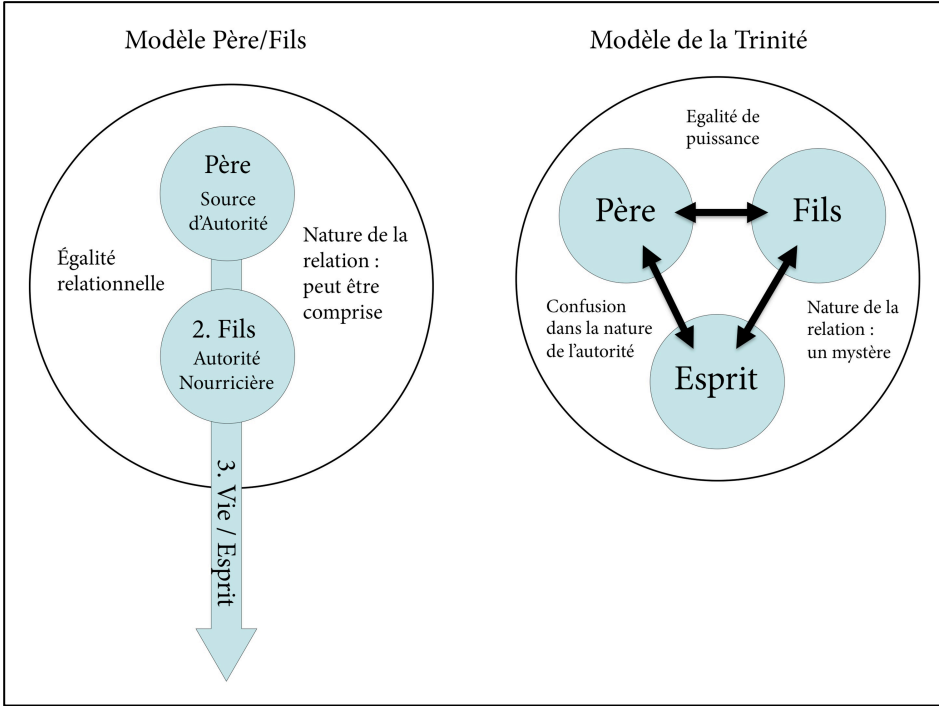 Modèle Père/Fils
Père
Source
d'Autorité
Égalité
relationnelle
Nature de la
relation :
peut être
comprise
2. Fils
Autorité
Nourricière
3. Vie / Esprit
Modèle de la Trinité
Egalité de
puissance
Père
Fils
Confusion
dans la nature
de l'autorité
Nature de la
relation :
un mystère
Esprit